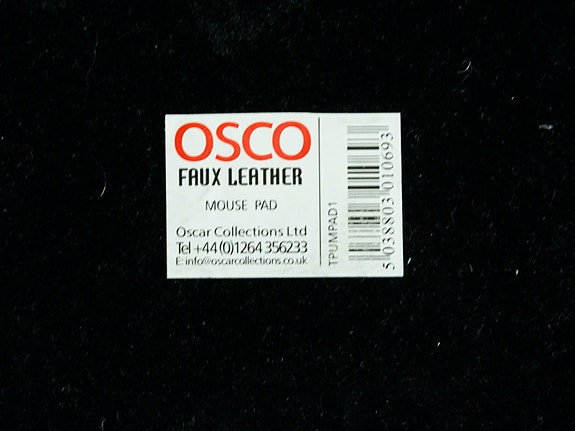 OSCO
FAUX LEATHER
MOUSE PAD
Oscar Collections Ltd
Tel +44(0)1264 356233
E: info@oscarcollections.co.uk
TPUMPAD1
5 038803 010693